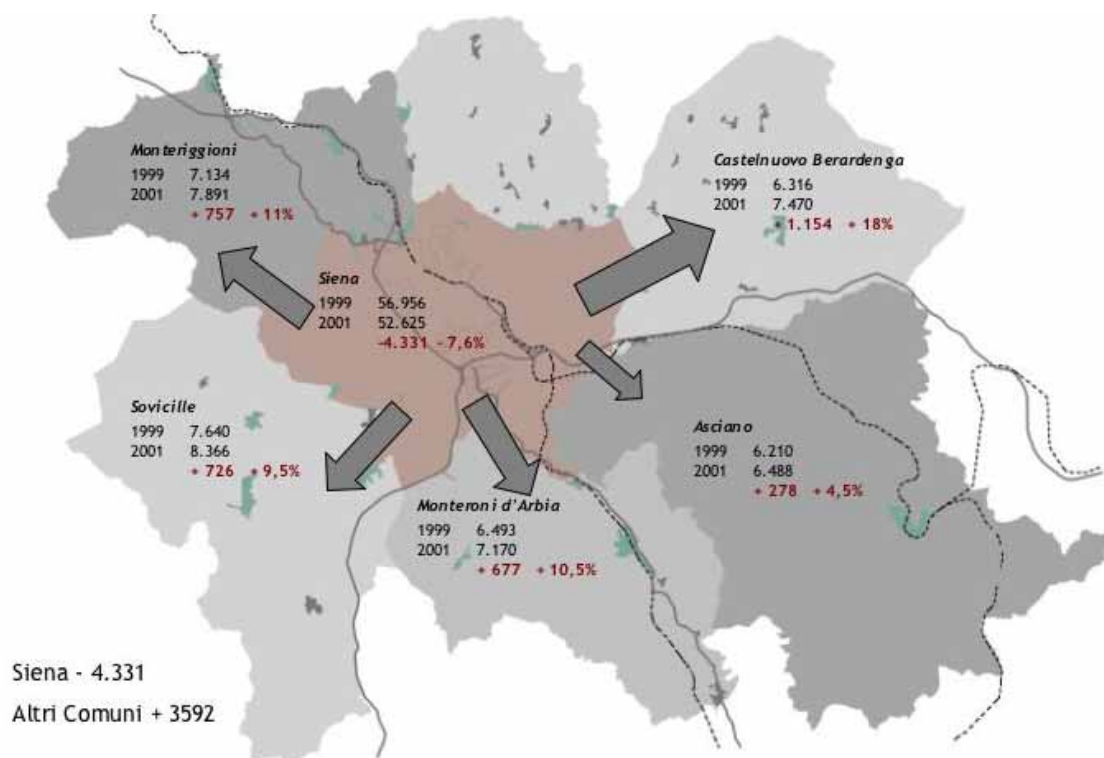 Monteriggioni
1999 7.134
2001 7.891
+ 757 + 11%
Castelnuovo Berardenga
1999 6.316
2001 7.470
+ 1.154 + 18%
Siena
1999 56.956
2001 52.625
-4.331 - 7,6%
Sovicille
1999 7.640
2001 8.366
+ 726 + 9,5%
Asciano
1999 6.210
2001 6.488
+ 278 + 4,5%
Monteroni d'Arbia
1999 6.493
2001 7.170
+ 677 + 10,5%
Siena - 4.331
Altri Comuni + 3592